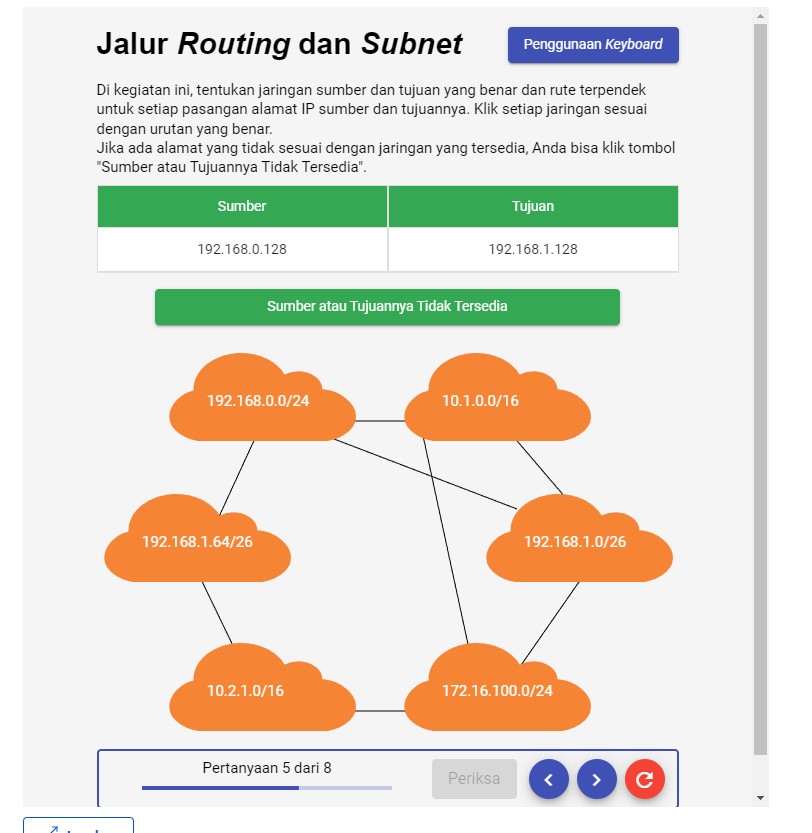 Jalur Routing dan Subnet
Penggunaan Keyboard
Di kegiatan ini, tentukan jaringan sumber dan tujuan yang benar dan rute terpendek
untuk setiap pasangan alamat IP sumber dan tujuannya. Klik setiap jaringan sesuai
dengan urutan yang benar.
Jika ada alamat yang tidak sesuai dengan jaringan yang tersedia, Anda bisa klik tombol
"Sumber atau Tujuannya Tidak Tersedia".
Sumber Tujuan
192.168.0.128 192.168.1.128
Sumber atau Tujuannya Tidak Tersedia
192.168.0.0/24 10.1.0.0/16
192.168.1.64/26 192.168.1.0/26
10.2.1.0/16 172.16.100.0/24
Pertanyaan 5 dari 8
Periksa